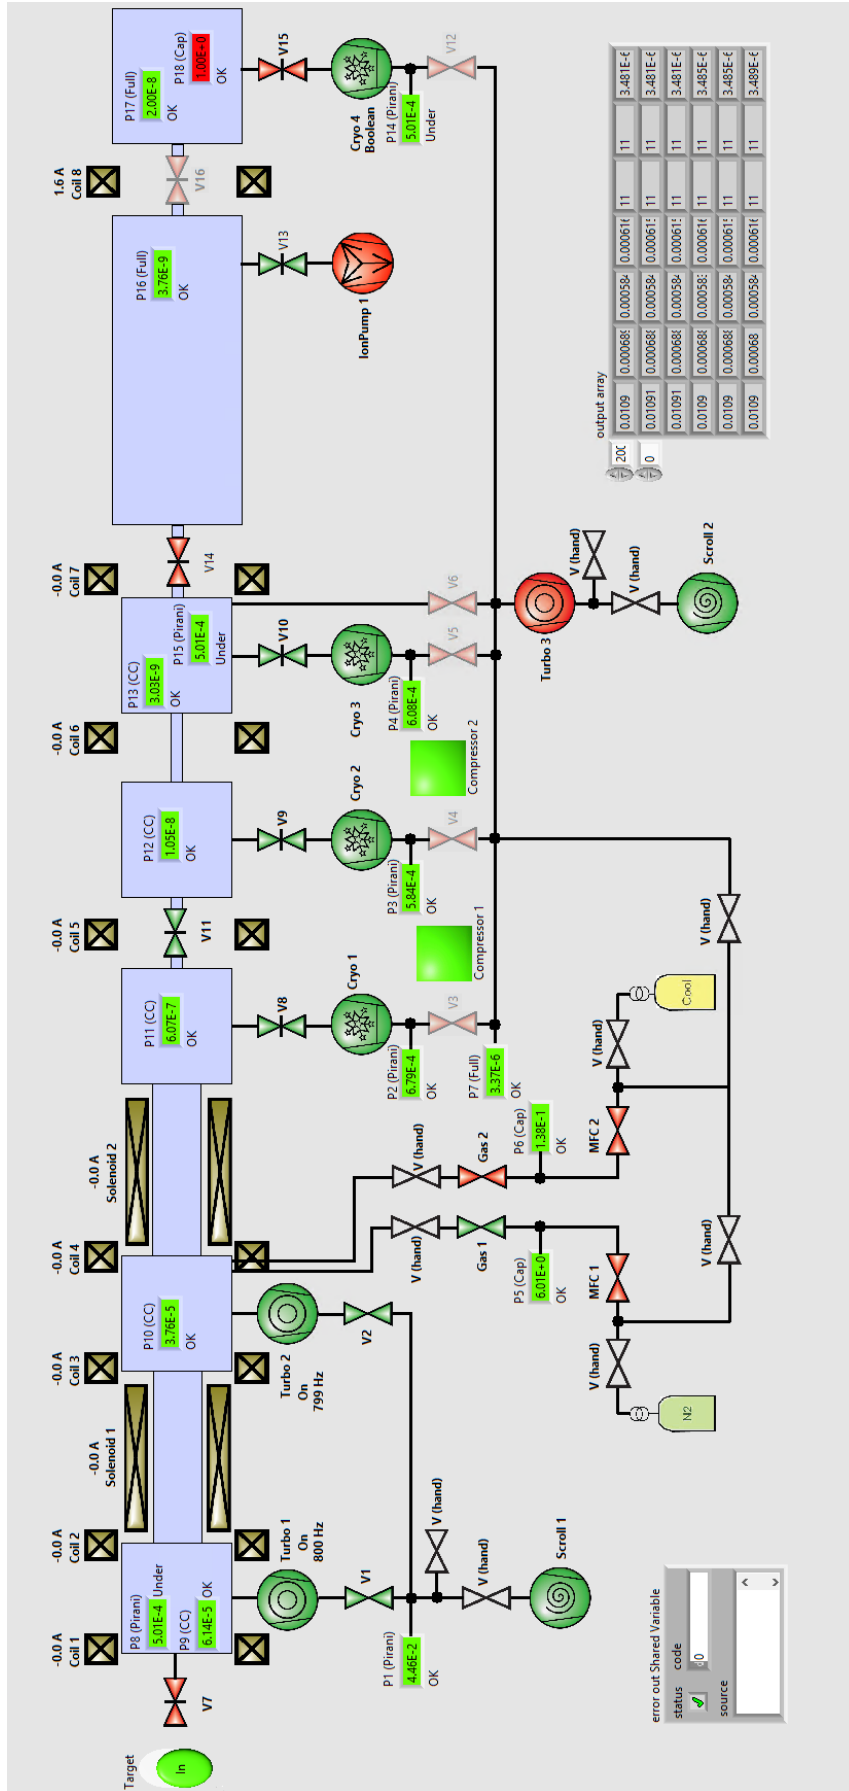 Target
In
V7
-0.0 A
Coil 1
P8 (Pirani)
5.01E-4
Under
P9 (CC)
6.14E-5
OK
-0.0 A
Coil 2
-0.0 A
Solenoid 1
-0.0 A
Coil 3
P10 (CC)
3.76E-5
OK
-0.0 A
Coil 4
-0.0 A
Solenoid 2
P11 (CC)
6.07E-7
OK
-0.0 A
Coil 5
V11
P12 (CC)
1.05E-8
OK
-0.0 A
Coil 6
P13 (CC)
3.03E-9
OK
P15 (Pirani)
5.01E-4
Under
-0.0 A
Coil 7
V14
P16 (Full)
3.76E-9
OK
1.6 A
Coil 8
V16
P17 (Full)
2.00E-8
OK
P18 (Cap)
1.00E+0
OK
Turbo 1
On
800 Hz
Turbo 2
On
799 Hz
V8
V9
V10
V13
V15
Cryo 1
Cryo 2
Cryo 3
IonPump 1
Cryo 4
Boolean
V1
V2
P1 (Pirani)
4.46E-2
OK
V (hand)
V (hand)
Scroll 1
V (hand)
V (hand)
Gas 1
Gas 2
P5 (Cap)
6.01E+0
OK
P6 (Cap)
1.38E-1
OK
P2 (Pirani)
6.79E-4
OK
V3
P7 (Full)
3.37E-6
OK
Compressor 1
P3 (Pirani)
5.84E-4
OK
V4
Compressor 2
P4 (Pirani)
6.08E-4
OK
V5
V6
P14 (Pirani)
5.01E-4
Under
V12
Turbo 3
V (hand)
V (hand)
Scroll 2
MFC 1
MFC 2
V (hand)
V (hand)
N2
Cool
V (hand)
V (hand)
error out Shared Variable
status code
source
output array
0
0.0109 11 11
0.01091 11 11
0.01091 11 11
0.0109 11 11
0.0109 11 11
0.0109 0.00068 11 11